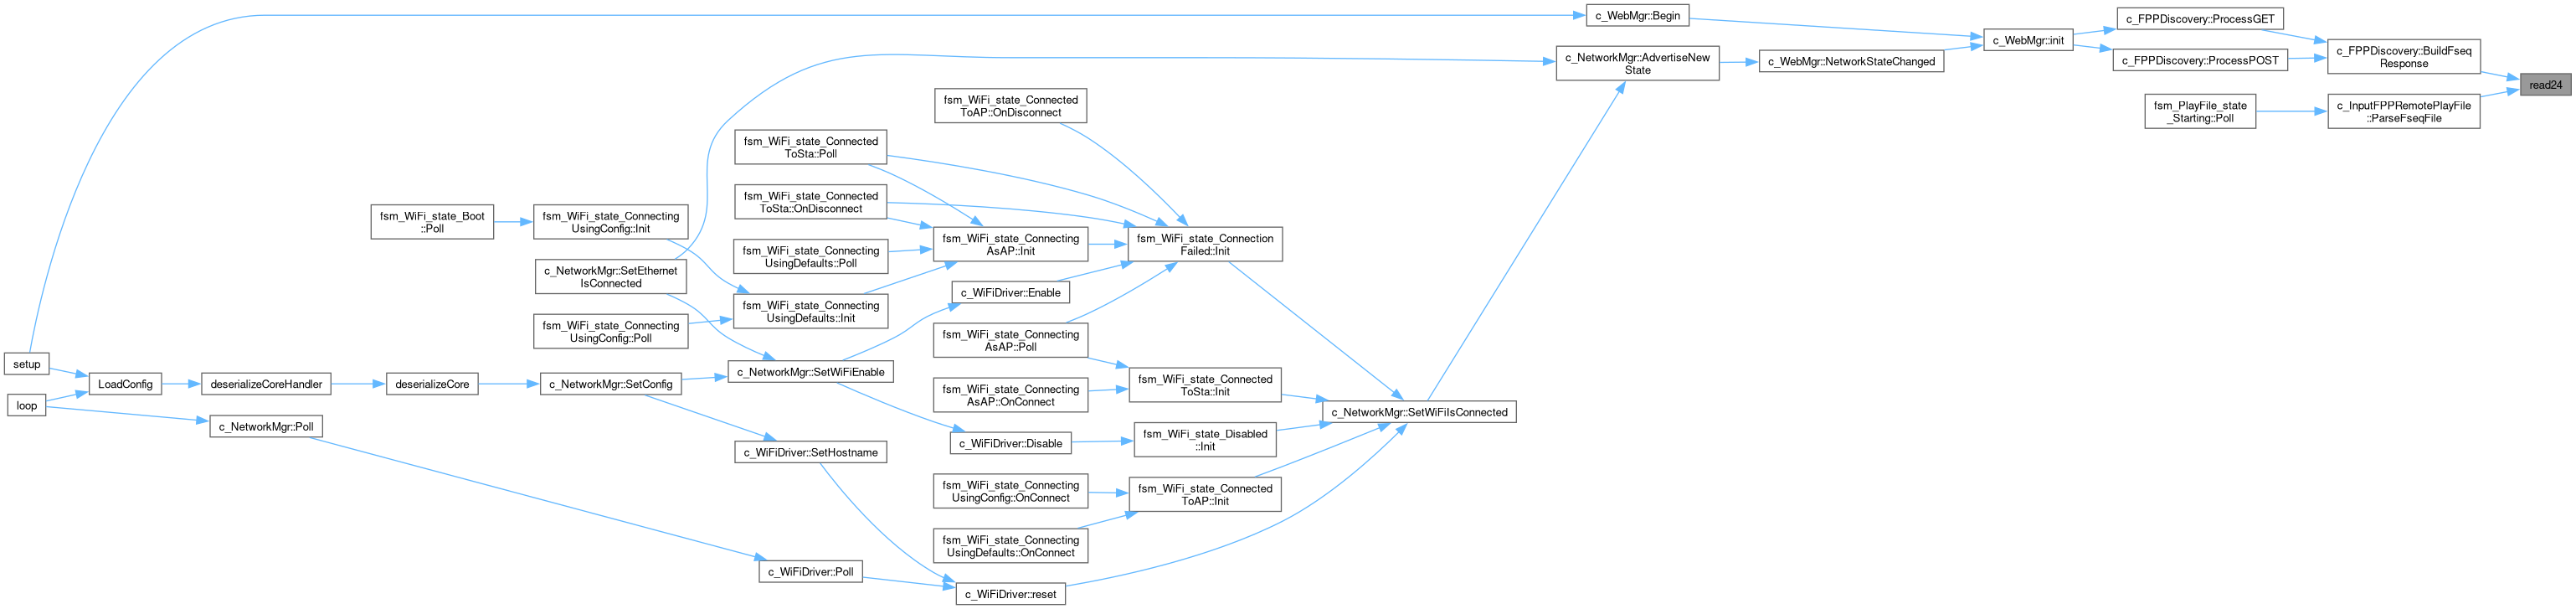 setup
loop
LoadConfig
c_NetworkMgr::Poll
deserializeCoreHandler
fsm_WiFi_state_Boot
::Poll
deserializeCore
fsm_WiFi_state_Connecting
UsingConfig::Init
c_NetworkMgr::SetEthernet
IsConnected
fsm_WiFi_state_Connecting
UsingConfig::Poll
c_NetworkMgr::SetConfig
fsm_WiFi_state_Connected
ToSta::Poll
fsm_WiFi_state_Connected
ToSta::OnDisconnect
fsm_WiFi_state_Connecting
UsingDefaults::Poll
fsm_WiFi_state_Connecting
UsingDefaults::Init
c_NetworkMgr::SetWiFiEnable
c_WiFiDriver::SetHostname
c_WiFiDriver::Poll
fsm_WiFi_state_Connected
ToAP::OnDisconnect
fsm_WiFi_state_Connecting
AsAP::Init
c_WiFiDriver::Enable
fsm_WiFi_state_Connecting
AsAP::Poll
fsm_WiFi_state_Connecting
AsAP::OnConnect
c_WiFiDriver::Disable
fsm_WiFi_state_Connecting
UsingConfig::OnConnect
fsm_WiFi_state_Connecting
UsingDefaults::OnConnect
c_WiFiDriver::reset
fsm_WiFi_state_Connection
Failed::Init
fsm_WiFi_state_Connected
ToSta::Init
fsm_WiFi_state_Disabled
::Init
fsm_WiFi_state_Connected
ToAP::Init
c_NetworkMgr::SetWiFiIsConnected
c_WebMgr::Begin
c_NetworkMgr::AdvertiseNew
State
c_WebMgr::NetworkStateChanged
c_WebMgr::init
c_FPPDiscovery::ProcessGET
c_FPPDiscovery::ProcessPOST
fsm_PlayFile_state
_Starting::Poll
c_FPPDiscovery::BuildFseq
Response
c_InputFPPRemotePlayFile
::ParseFseqFile
read24